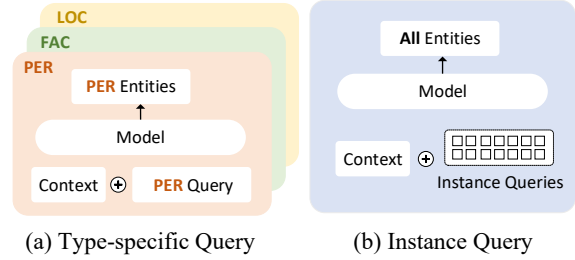 LOC
FAC
PER
PER Entities
Model
Context
PER Query
(a) Type-specific Query
All Entities
Model
Context
Instance Queries
(b) Instance Query